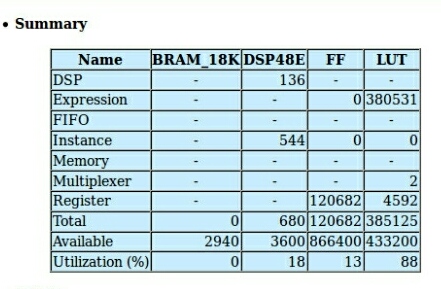 • Summary
Name BRAM_18K DSP48E FF LUT
DSP - 136 - -
Expression - - 0 380531
FIFO - - - -
Instance - 544 0 0
Memory - - - -
Multiplexer - - - 2
Register - - 120682 4592
Total 0 680 120682 385125
Available 2940 3600 866400 433200
Utilization (%) 0 18 13 88